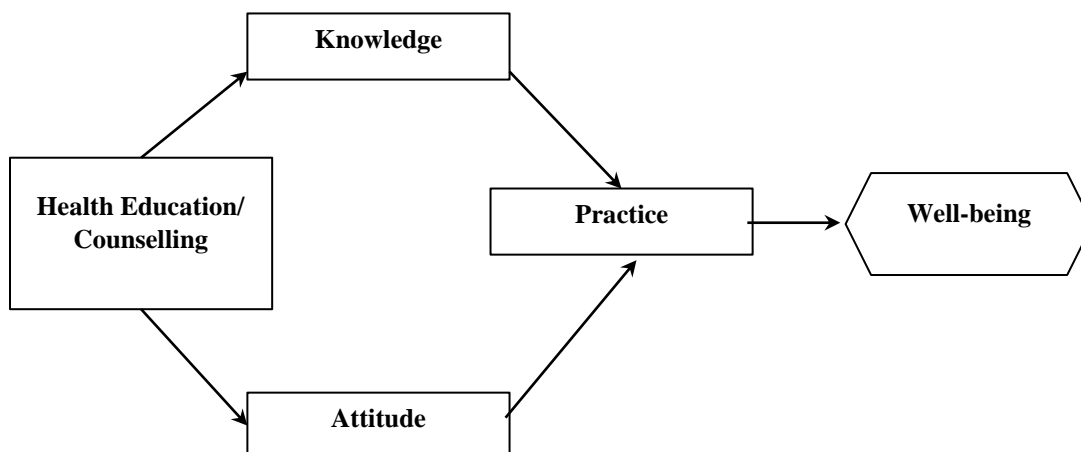 Knowledge
Health Education/
Counselling
Practice
Well-being
Attitude